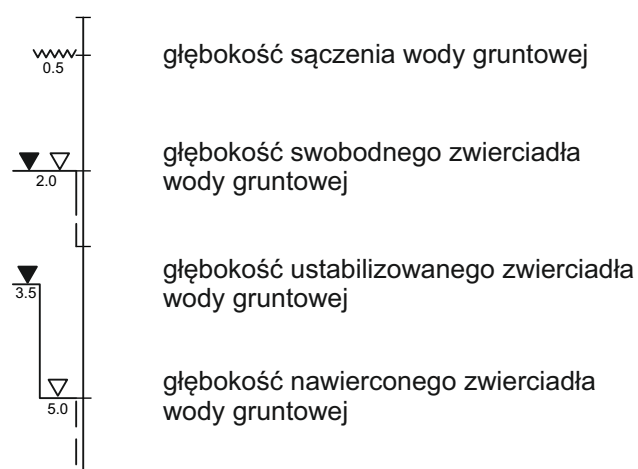 0.5
głębokość sączenia wody gruntowej
2.0
głębokość swobodnego zwierciadła
wody gruntowej
3.5
głębokość ustabilizowanego zwierciadła
wody gruntowej
5.0
głębokość nawierconego zwierciadła
wody gruntowej